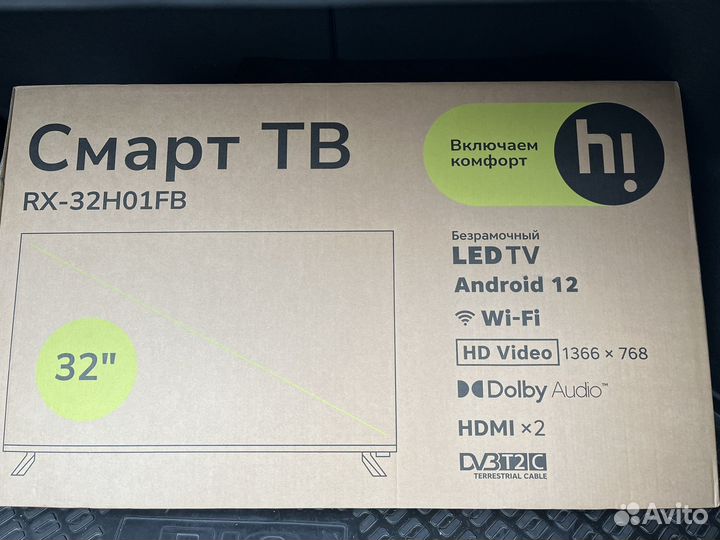 Смарт ТВ
RX-32H01FB
Включаем
комфорт
hi
Безрамочный
LED TV
Android 12
Wi-Fi
HD Video 1366 × 768
Dolby Audio™
HDMI ×2
DVB T2 C
TERRESTRIAL CABLE
32"
Avito